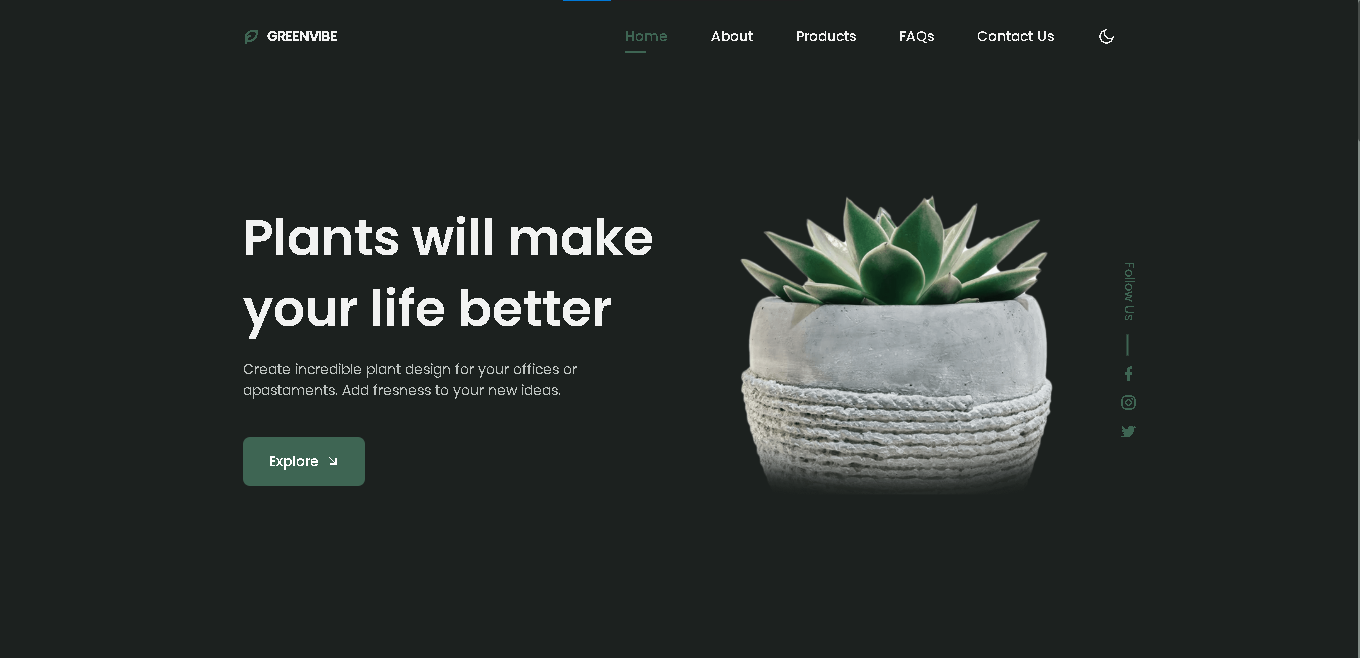 GREENVIBE
Home About Products FAQs Contact Us
Plants will make
your life better
Create incredible plant design for your offices or
apastaments. Add fresness to your new ideas.
Explore
Follow Us